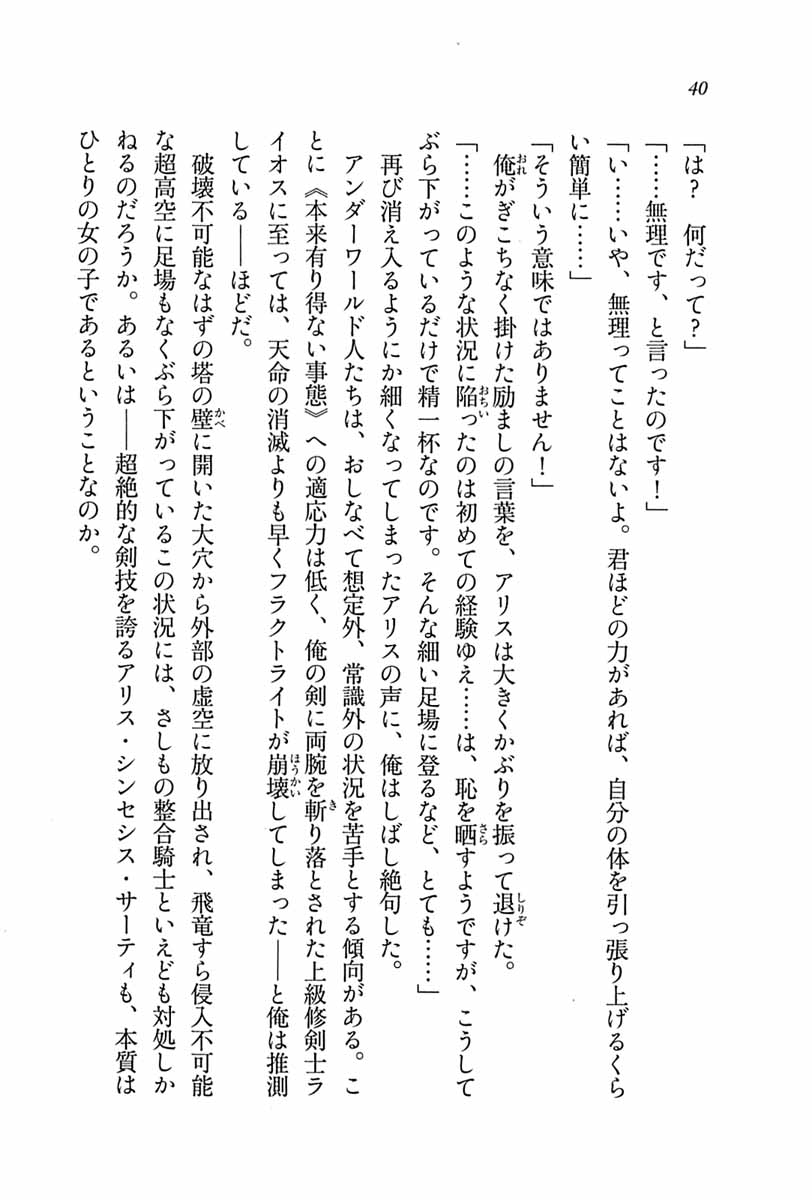 40
「は？　何だって？」
「……無理です、と言ったのです！」
「い……いや、無理ってことはないよ。君ほどの力があれば、自分の体を引っ張り上げるくら
い簡単に……」
「そういう意味ではありません！」
俺がぎこちなく掛けた励ましの言葉を、アリスは大きくかぶりを振って退けた。
「……このような状況に陥ったのは初めての経験ゆえ……は、恥を晒すようですが、こうして
ぶら下がっているだけで精一杯なのです。そんな細い足場に登るなど、とても……」
再び消え入るようにか細くなってしまったアリスの声に、俺はしばし絶句した。
アンダーワールド人たちは、おしなべて想定外、常識外の状況を苦手とする傾向がある。こ
とに《本来有り得ない事態》への適応力は低く、俺の剣に両腕を斬り落とされた上級修剣士ラ
イオスに至っては、天命の消滅よりも早くフラクトライトが崩壊してしまった――と俺は推測
している――ほどだ。
破壊不可能なはずの塔の壁に開いた大穴から外部の虚空に放り出され、飛竜すら侵入不可能
な超高空に足場もなくぶら下がっているこの状況には、さしもの整合騎士といえども対処しか
ねるのだろうか。あるいは――超絶的な剣技を誇るアリス・シンセシス・サーティも、本質は
ひとりの女の子であるということなのか。